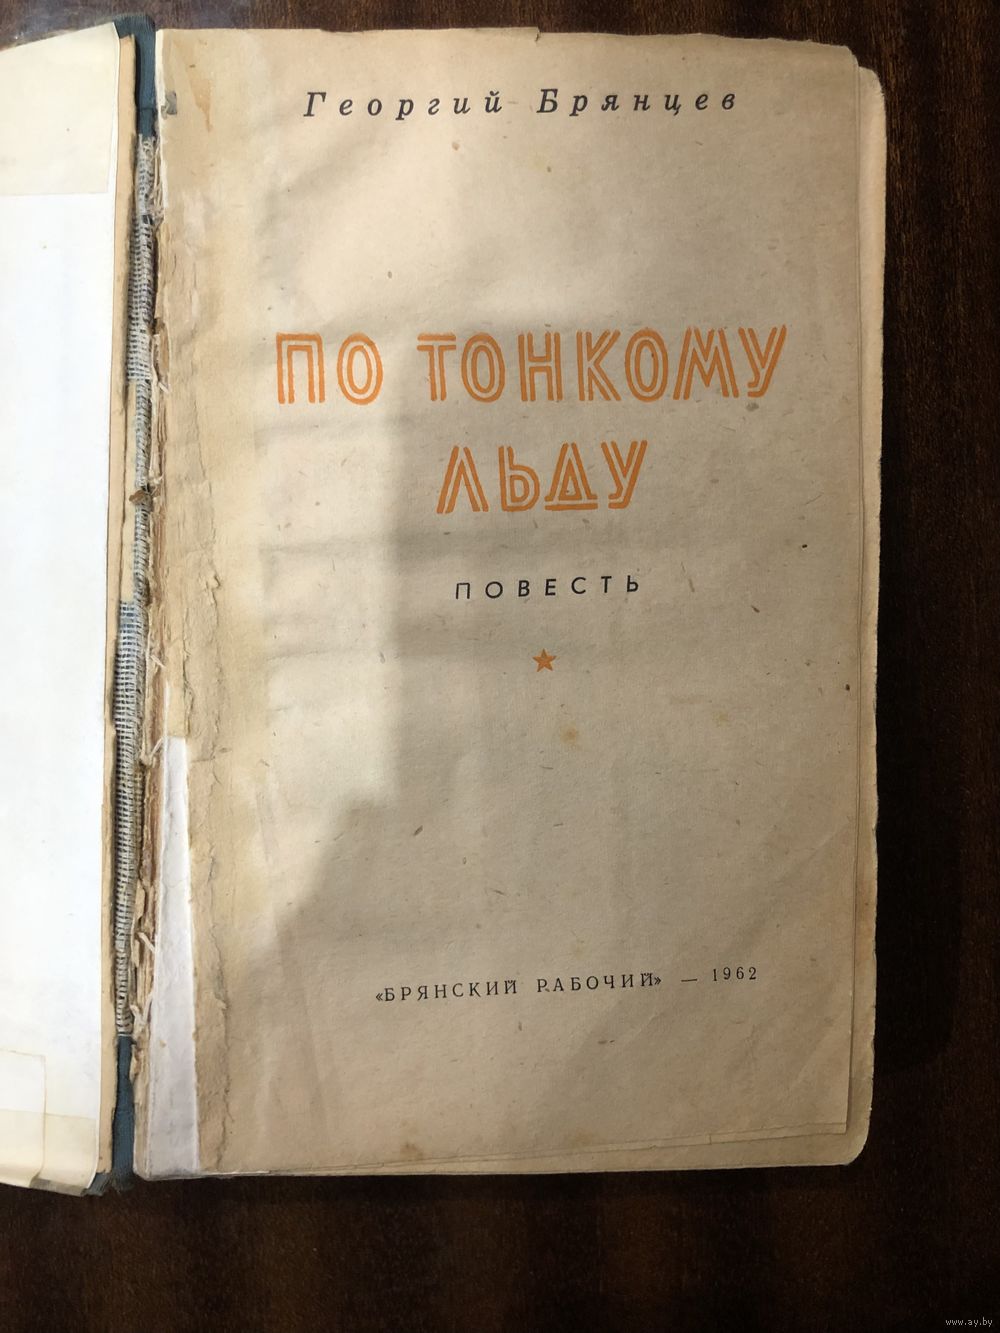 Георгий Брянцев
ПО ТОНКОМУ
ЛЬДУ
ПОВЕСТЬ
«БРЯНСКИЙ РАБОЧИЙ» — 1962
www.ay.by